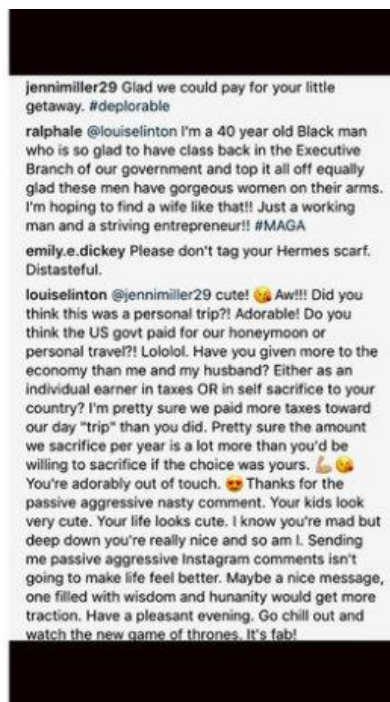 jennimiller29 Glad we could pay for your little
getaway. #deplorable
ralphale @louiselinton I'm a 40 year old Black man
who is so glad to have class back in the Executive
Branch of our government and top it all off equally
glad these men have gorgeous women on their arms.
I'm hoping to find a wife like that!! Just a working
man and a striving entrepreneur!! #MAGA
emily.e.dickey Please don't tag your Hermes scarf.
Distasteful.
louiselinton @jennimiller29 cute! 😘 Aw!!! Did you
think this was a personal trip?! Adorable! Do you
think the US govt paid for our honeymoon or
personal travel?! Lololol. Have you given more to the
economy than me and my husband? Either as an
individual earner in taxes OR in self sacrifice to your
country? I'm pretty sure we paid more taxes toward
our day "trip" than you did. Pretty sure the amount
we sacrifice per year is a lot more than you'd be
willing to sacrifice if the choice was yours. 💪😘
You're adorably out of touch. 😍 Thanks for the
passive aggressive nasty comment. Your kids look
very cute. Your life looks cute. I know you're mad but
deep down you're really nice and so am I. Sending
me passive aggressive Instagram comments isn't
going to make life feel better. Maybe a nice message,
one filled with wisdom and hunanity would get more
traction. Have a pleasant evening. Go chill out and
watch the new game of thrones. It's fab!